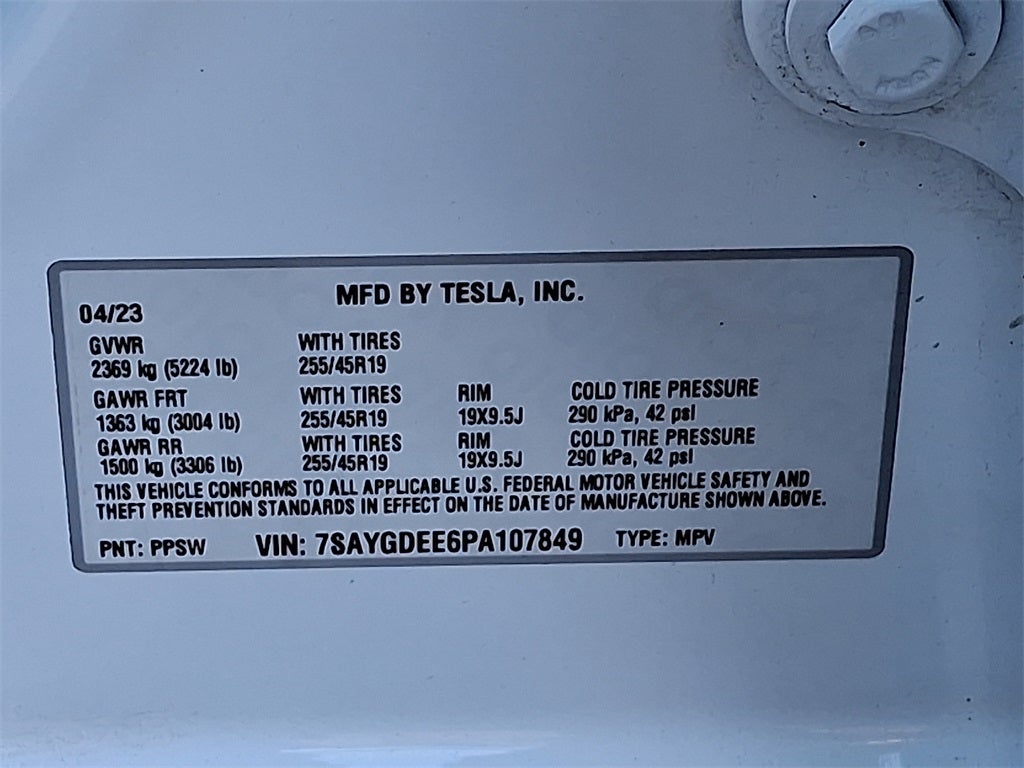 MFD BY TESLA, INC.
04/23
GVWR WITH TIRES
2369 kg (5224 lb) 255/45R19
GAWR FRT WITH TIRES RIM COLD TIRE PRESSURE
1363 kg (3004 lb) 255/45R19 19X9.5J 290 kPa, 42 psi
GAWR RR WITH TIRES RIM COLD TIRE PRESSURE
1500 kg (3306 lb) 255/45R19 19X9.5J 290 kPa, 42 psi
THIS VEHICLE CONFORMS TO ALL APPLICABLE U.S. FEDERAL MOTOR VEHICLE SAFETY AND
THEFT PREVENTION STANDARDS IN EFFECT ON THE DATE OF MANUFACTURE SHOWN ABOVE.
PNT: PPSW VIN: 7SAYGDEE6PA107849 TYPE: MPV